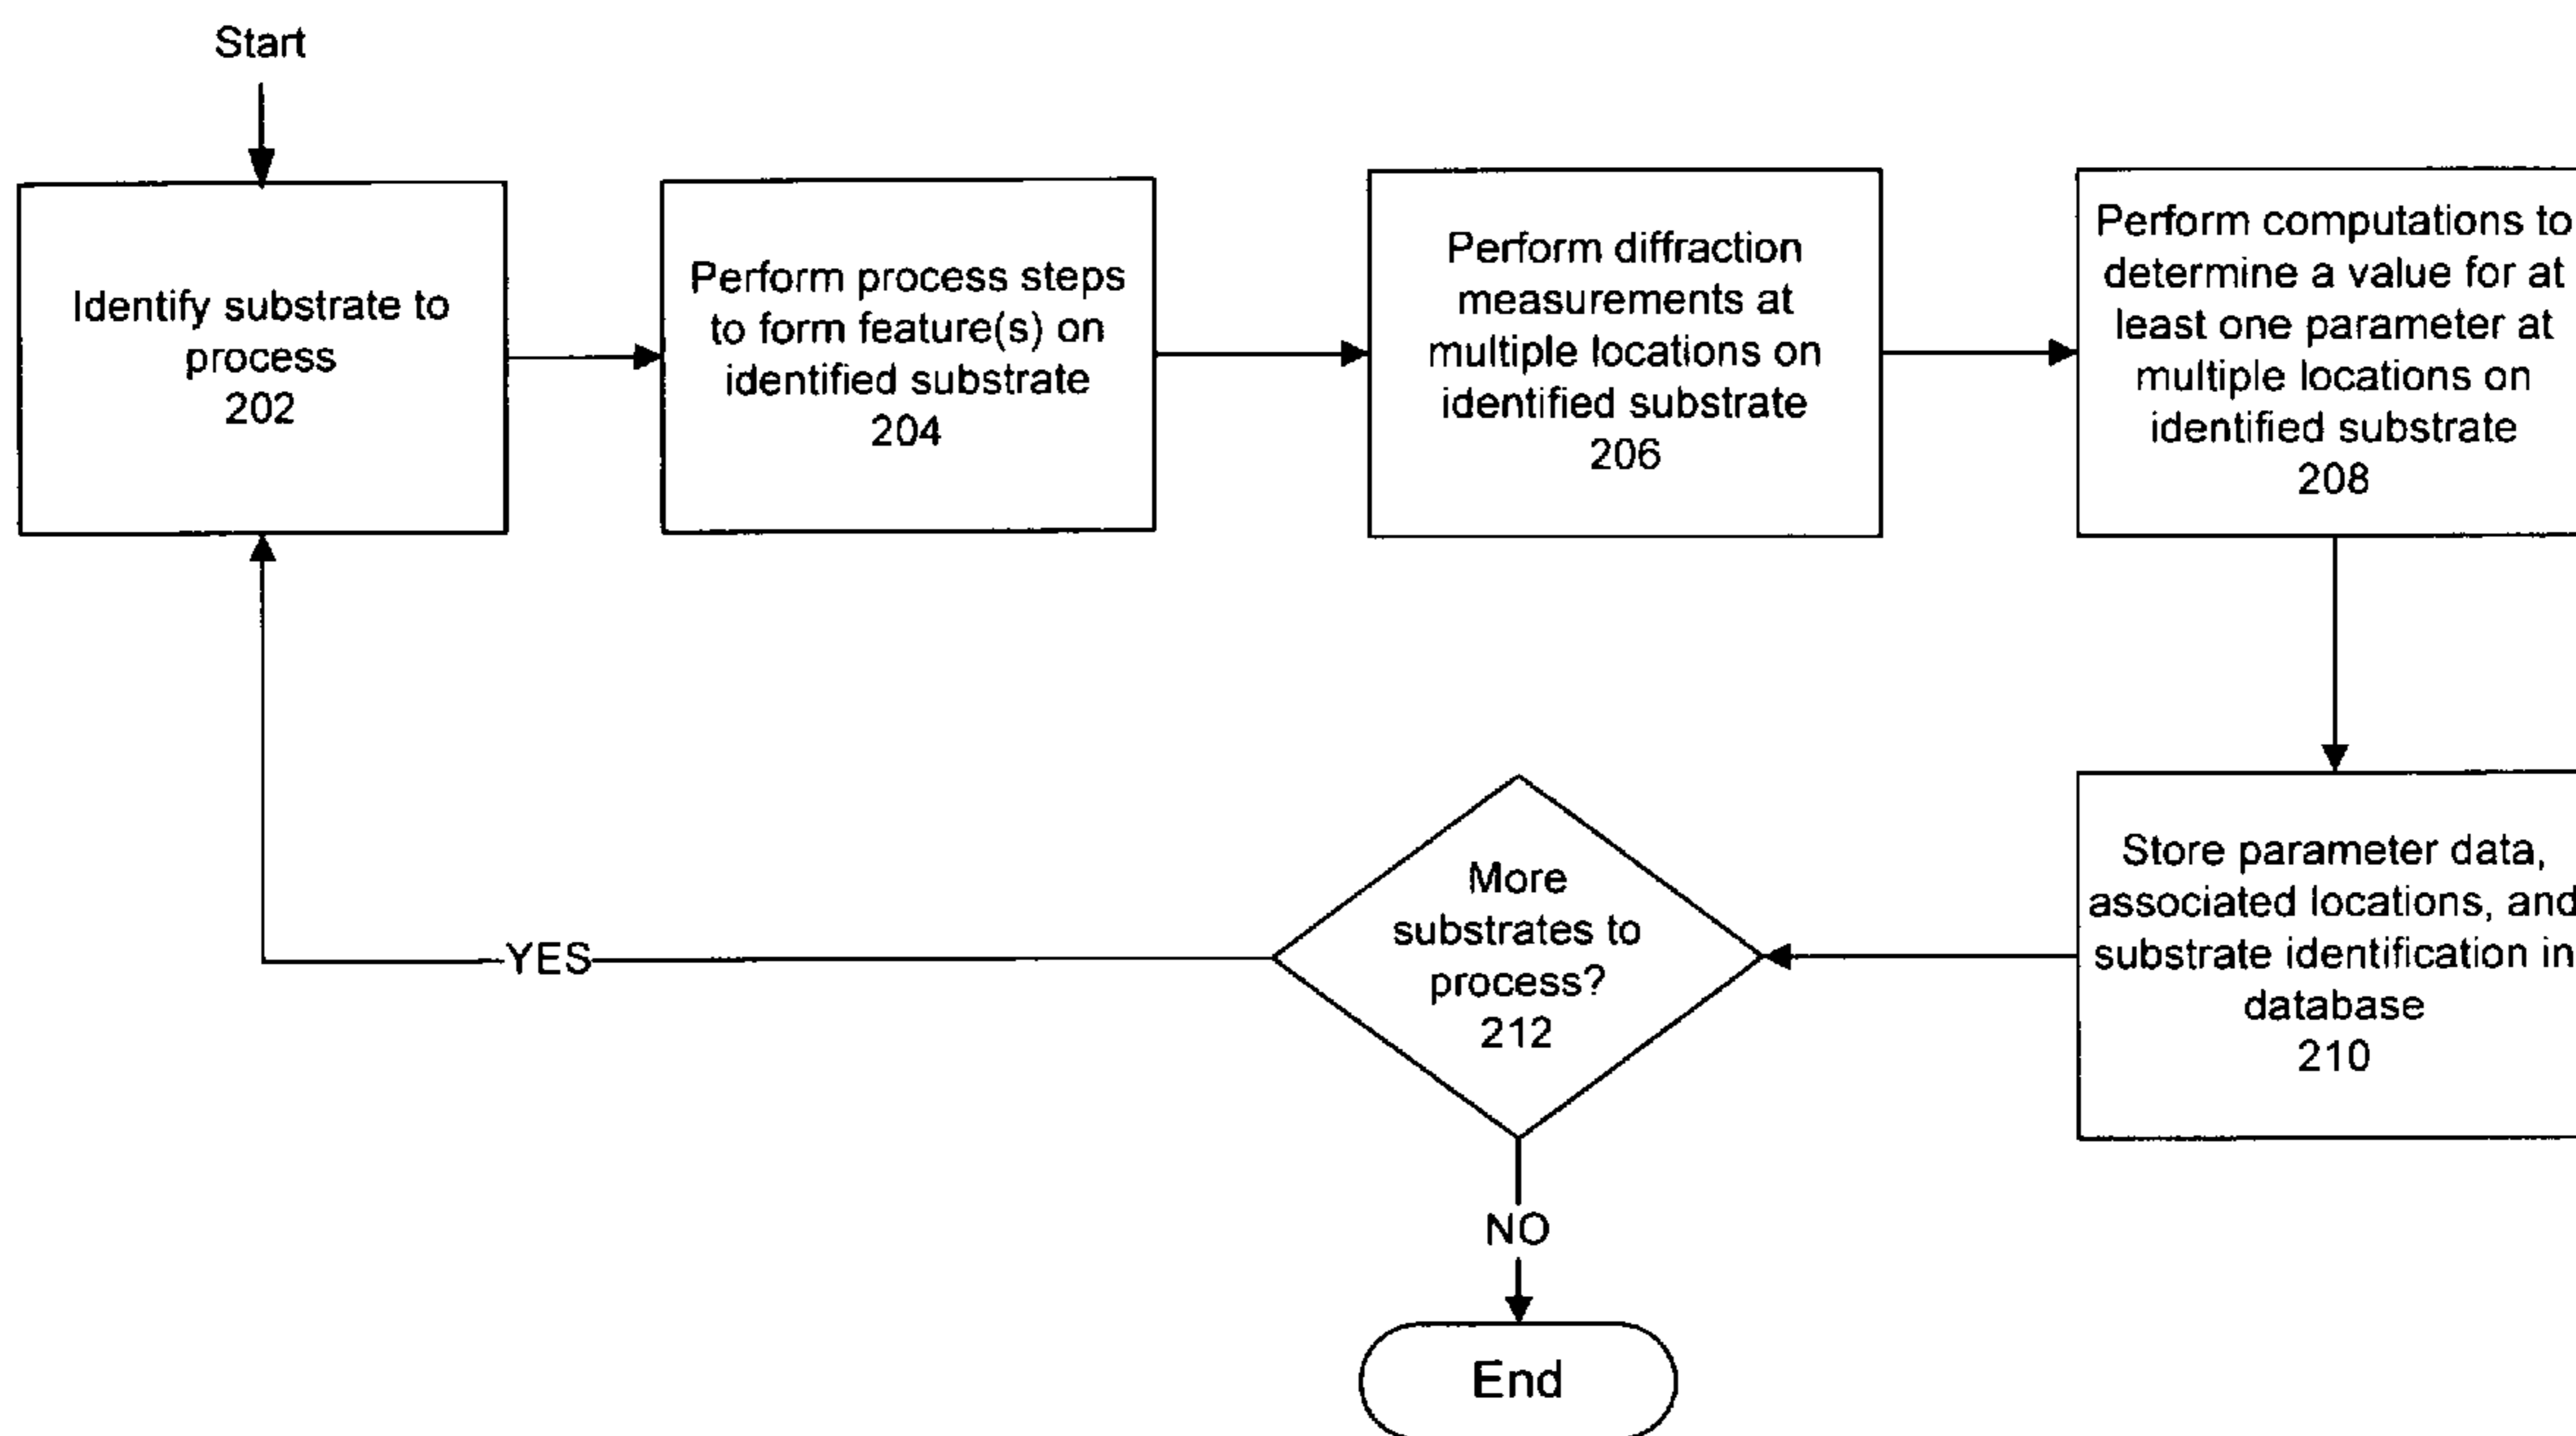 Start
Identify substrate to
process
202
Perform process steps
to form feature(s) on
identified substrate
204
Perform diffraction
measurements at
multiple locations on
identified substrate
206
Perform computations to
determine a value for at
least one parameter at
multiple locations on
identified substrate
208
Store parameter data,
associated locations, and
substrate identification in
database
210
More
substrates to
process?
212
YES
NO
End